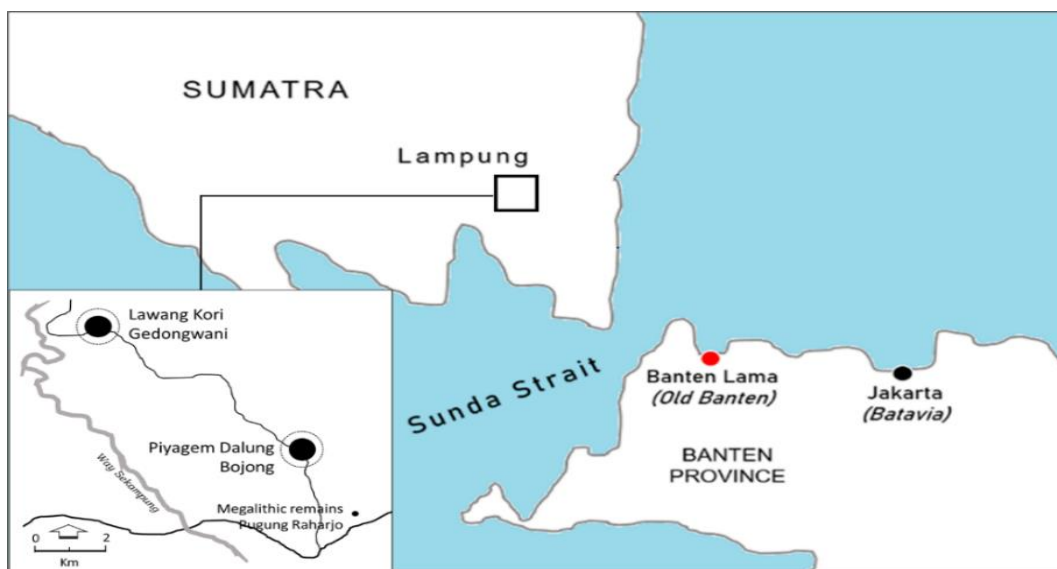 SUMATRA
Lampung
Sunda Strait
Banten Lama
(Old Banten)
Jakarta
(Batavia)
BANTEN
PROVINCE
Lawang Kori
Gedongwani
Piyagem Dalung
Bojong
Way Sekampung
Megalithic remains
Pugung Raharjo
0 2
Km